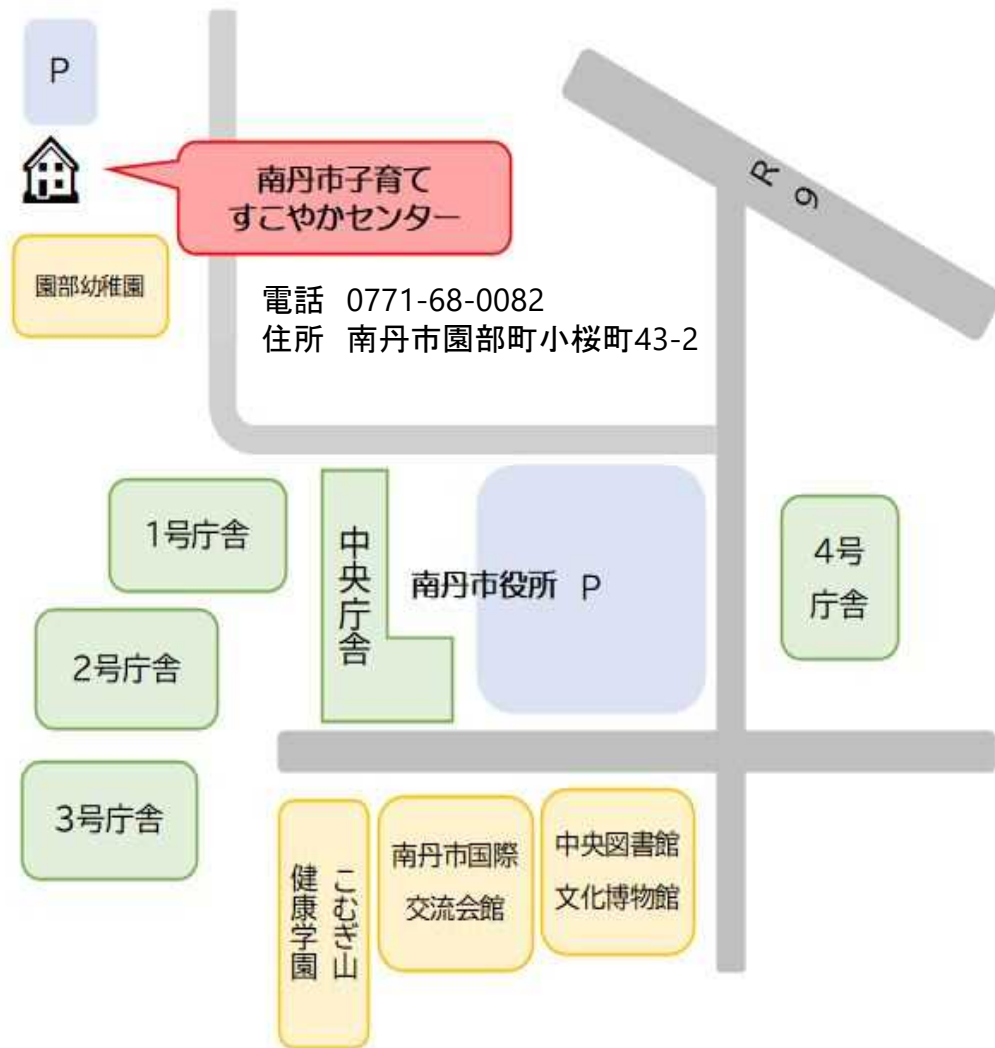 P
南丹市子育て
すこやかセンター
園部幼稚園
R9
電話 0771-68-0082
住所 南丹市園部町小桜町43-2
1号庁舎
2号庁舎
3号庁舎
中央庁舎
南丹市役所 P
4号
庁舎
こむぎ山
健康学園
南丹市国際
交流会館
中央図書館
文化博物館